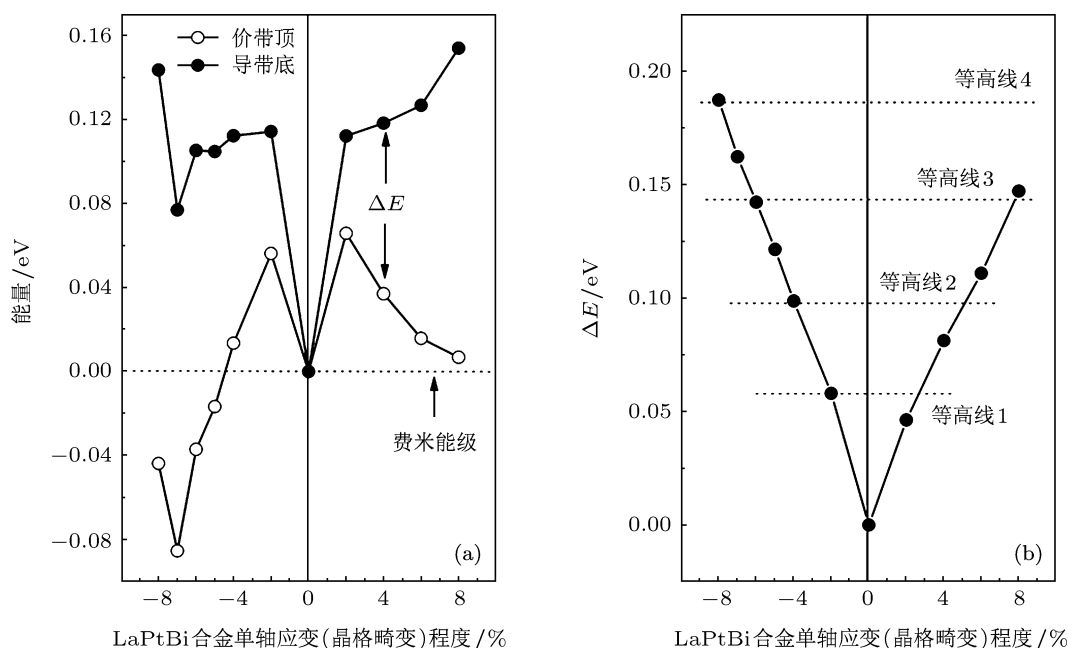 0.16
0.12
0.08
0.04
0.00
−0.04
−0.08
能量/eV
价带顶
导带底
ΔE
费米能级
(a)
−8 −4 0 4 8
LaPtBi合金单轴应变(晶格畸变)程度/%
0.20
0.15
0.10
0.05
0.00
ΔE/eV
等高线4
等高线3
等高线2
等高线1
(b)
−8 −4 0 4 8
LaPtBi合金单轴应变(晶格畸变)程度/%